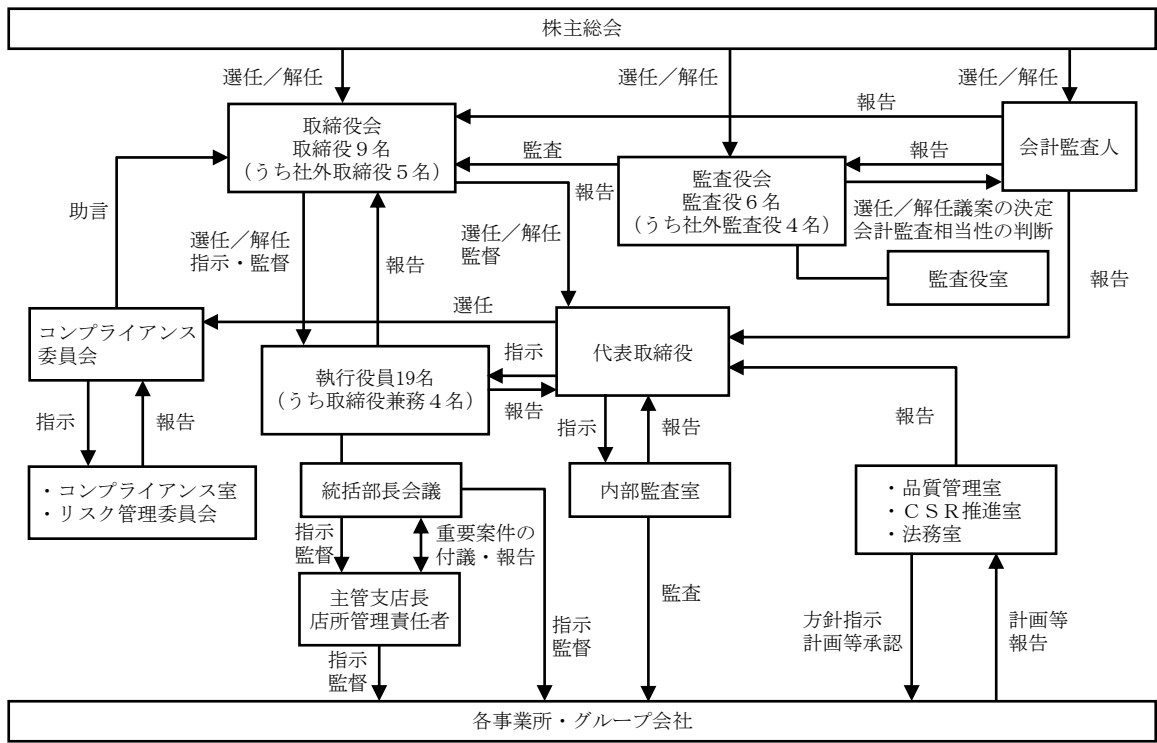 株主総会
選任／解任
選任／解任
選任／解任
報告
取締役会
取締役９名
（うち社外取締役５名）
会計監査人
監査
報告
監査役会
監査役６名
（うち社外監査役４名）
報告
助言
選任／解任議案の決定
会計監査相当性の判断
選任／解任
指示・監督
報告
選任／解任
監督
監査役室
報告
選任
コンプライアンス
委員会
代表取締役
指示
執行役員19名
（うち取締役兼務４名）
報告
指示
報告
指示
報告
報告
・コンプライアンス室
・リスク管理委員会
統括部長会議
内部監査室
・品質管理室
・ＣＳＲ推進室
・法務室
指示
監督
重要案件の
付議・報告
主管支店長
店所管理責任者
監査
指示
監督
方針指示
計画等承認
計画等
報告
指示
監督
各事業所・グループ会社